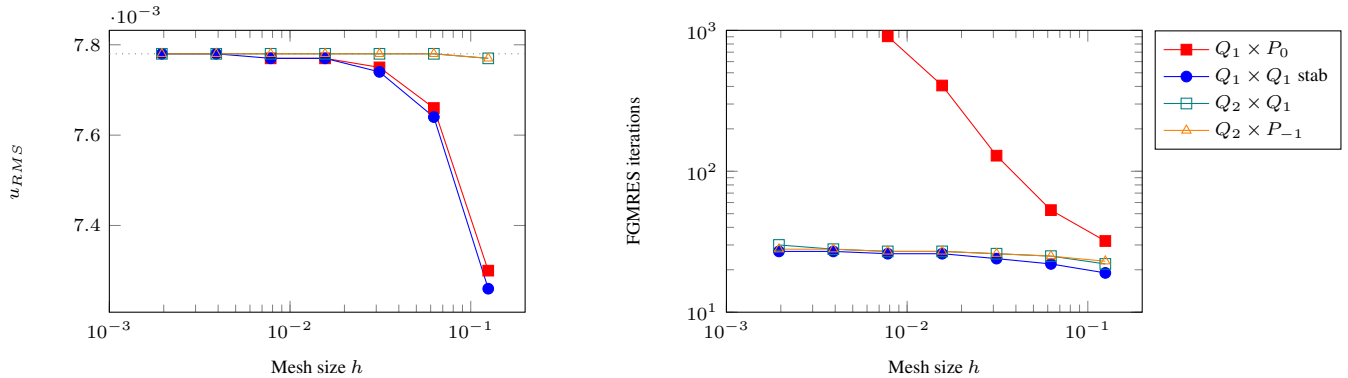 ·10⁻³
7.8
7.6
7.4
u_{RMS}
10⁻³
10⁻²
10⁻¹
Mesh size h
10³
10²
10¹
FGMRES iterations
10⁻³
10⁻²
10⁻¹
Mesh size h
Q₁ × P₀
Q₁ × Q₁ stab
Q₂ × Q₁
Q₂ × P₋₁